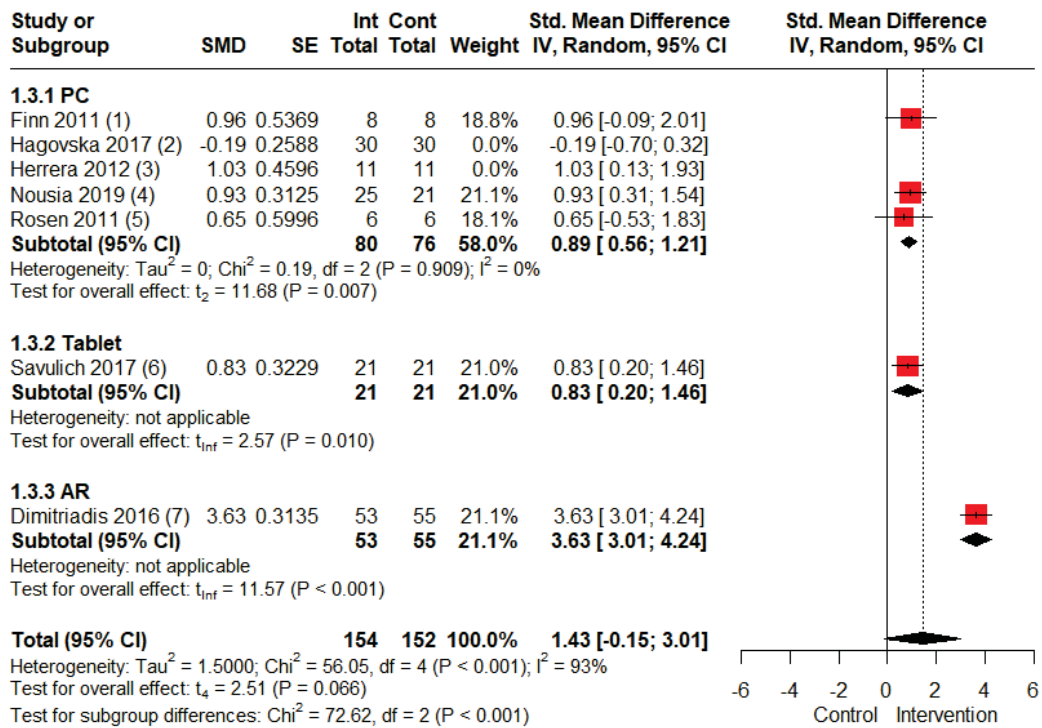 Study or Int Cont Std. Mean Difference Std. Mean Difference
Subgroup SMD SE Total Total Weight IV, Random, 95% CI IV, Random, 95% CI
1.3.1 PC
Finn 2011 (1) 0.96 0.5369 8 8 18.8% 0.96 [-0.09; 2.01]
Hagovska 2017 (2) -0.19 0.2588 30 30 0.0% -0.19 [-0.70; 0.32]
Herrera 2012 (3) 1.03 0.4596 11 11 0.0% 1.03 [ 0.13; 1.93]
Nousia 2019 (4) 0.93 0.3125 25 21 21.1% 0.93 [ 0.31; 1.54]
Rosen 2011 (5) 0.65 0.5996 6 6 18.1% 0.65 [-0.53; 1.83]
Subtotal (95% CI) 80 76 58.0% 0.89 [ 0.56; 1.21]
Heterogeneity: Tau² = 0; Chi² = 0.19, df = 2 (P = 0.909); I² = 0%
Test for overall effect: t₂ = 11.68 (P = 0.007)
1.3.2 Tablet
Savulich 2017 (6) 0.83 0.3229 21 21 21.0% 0.83 [ 0.20; 1.46]
Subtotal (95% CI) 21 21 21.0% 0.83 [ 0.20; 1.46]
Heterogeneity: not applicable
Test for overall effect: tInf = 2.57 (P = 0.010)
1.3.3 AR
Dimitriadis 2016 (7) 3.63 0.3135 53 55 21.1% 3.63 [ 3.01; 4.24]
Subtotal (95% CI) 53 55 21.1% 3.63 [ 3.01; 4.24]
Heterogeneity: not applicable
Test for overall effect: tInf = 11.57 (P < 0.001)
Total (95% CI) 154 152 100.0% 1.43 [-0.15; 3.01]
Heterogeneity: Tau² = 1.5000; Chi² = 56.05, df = 4 (P < 0.001); I² = 93%
Test for overall effect: t₄ = 2.51 (P = 0.066)
Test for subgroup differences: Chi² = 72.62, df = 2 (P < 0.001)
-6 -4 -2 0 2 4 6
Control Intervention